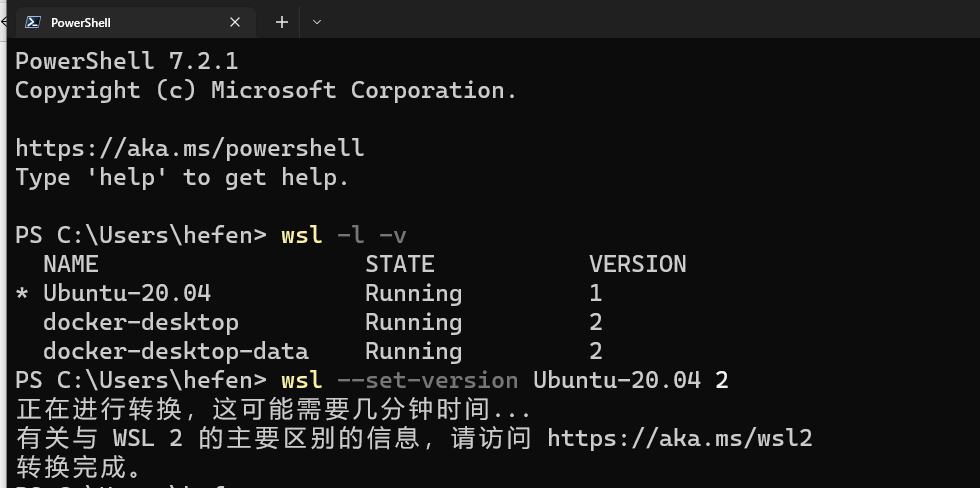 PowerShell
PowerShell 7.2.1
Copyright (c) Microsoft Corporation.
https://aka.ms/powershell
Type 'help' to get help.
PS C:\Users\hefen> wsl -l -v
NAME STATE VERSION
* Ubuntu-20.04 Running 1
docker-desktop Running 2
docker-desktop-data Running 2
PS C:\Users\hefen> wsl --set-version Ubuntu-20.04 2
正在进行转换，这可能需要几分钟时间...
有关与 WSL 2 的主要区别的信息，请访问 https://aka.ms/wsl2
转换完成。